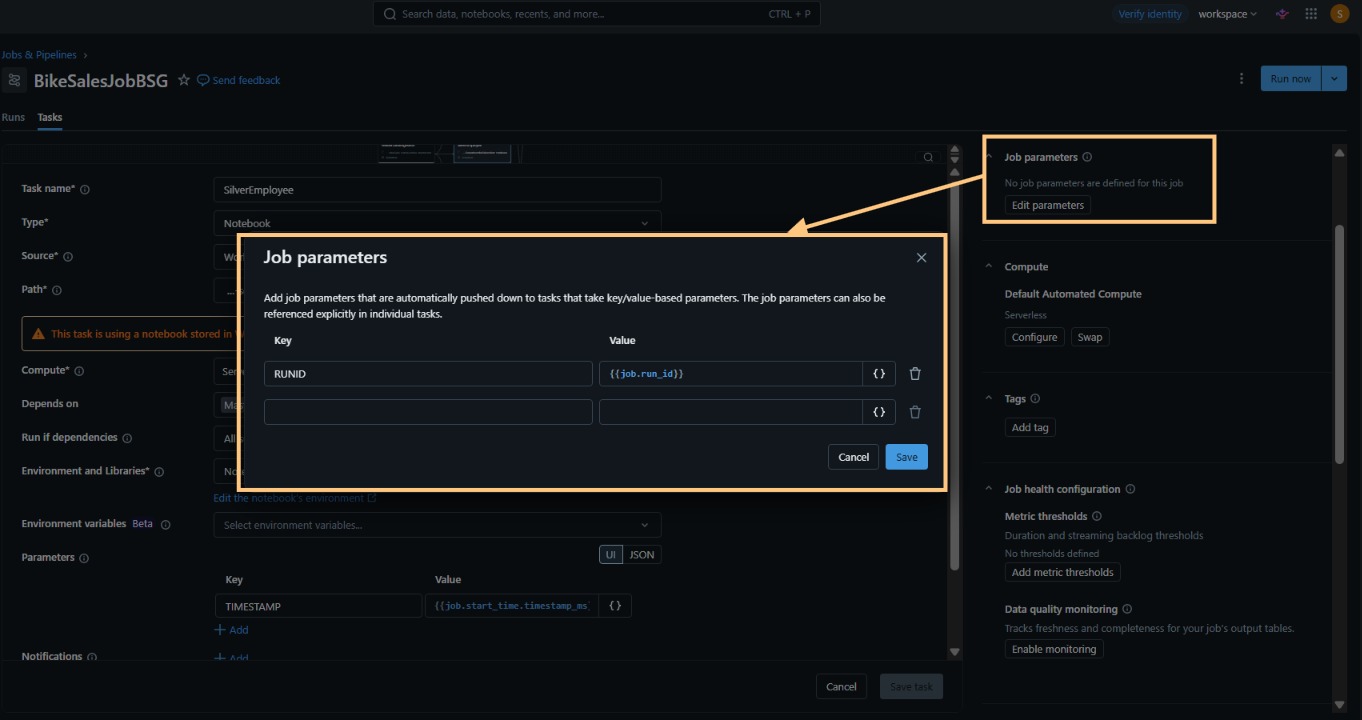 Search data, notebooks, recents, and more...
CTRL + P
Verify identity
workspace
S
Jobs & Pipelines
BikeSalesJobBSG
Send feedback
Run now
Runs
Tasks
Task name*
SilverEmployee
Type*
Notebook
Source*
Path*
This task is using a notebook stored in
Compute*
Depends on
Run if dependencies
Environment and Libraries*
Edit the notebook's environment
Environment variables Beta
Select environment variables...
Parameters
UI
JSON
Key
Value
TIMESTAMP
{{job.start_time.timestamp_ms
{}
+ Add
Notifications
+ Add
Cancel
Save task
Job parameters
Add job parameters that are automatically pushed down to tasks that take key/value-based parameters. The job parameters can also be
referenced explicitly in individual tasks.
Key
Value
RUNID
{{job.run_id}}
{}
{}
Cancel
Save
Job parameters
No job parameters are defined for this job
Edit parameters
Compute
Default Automated Compute
Serverless
Configure
Swap
Tags
Add tag
Job health configuration
Metric thresholds
Duration and streaming backlog thresholds
No thresholds defined
Add metric thresholds
Data quality monitoring
Tracks freshness and completeness for your job's output tables.
Enable monitoring